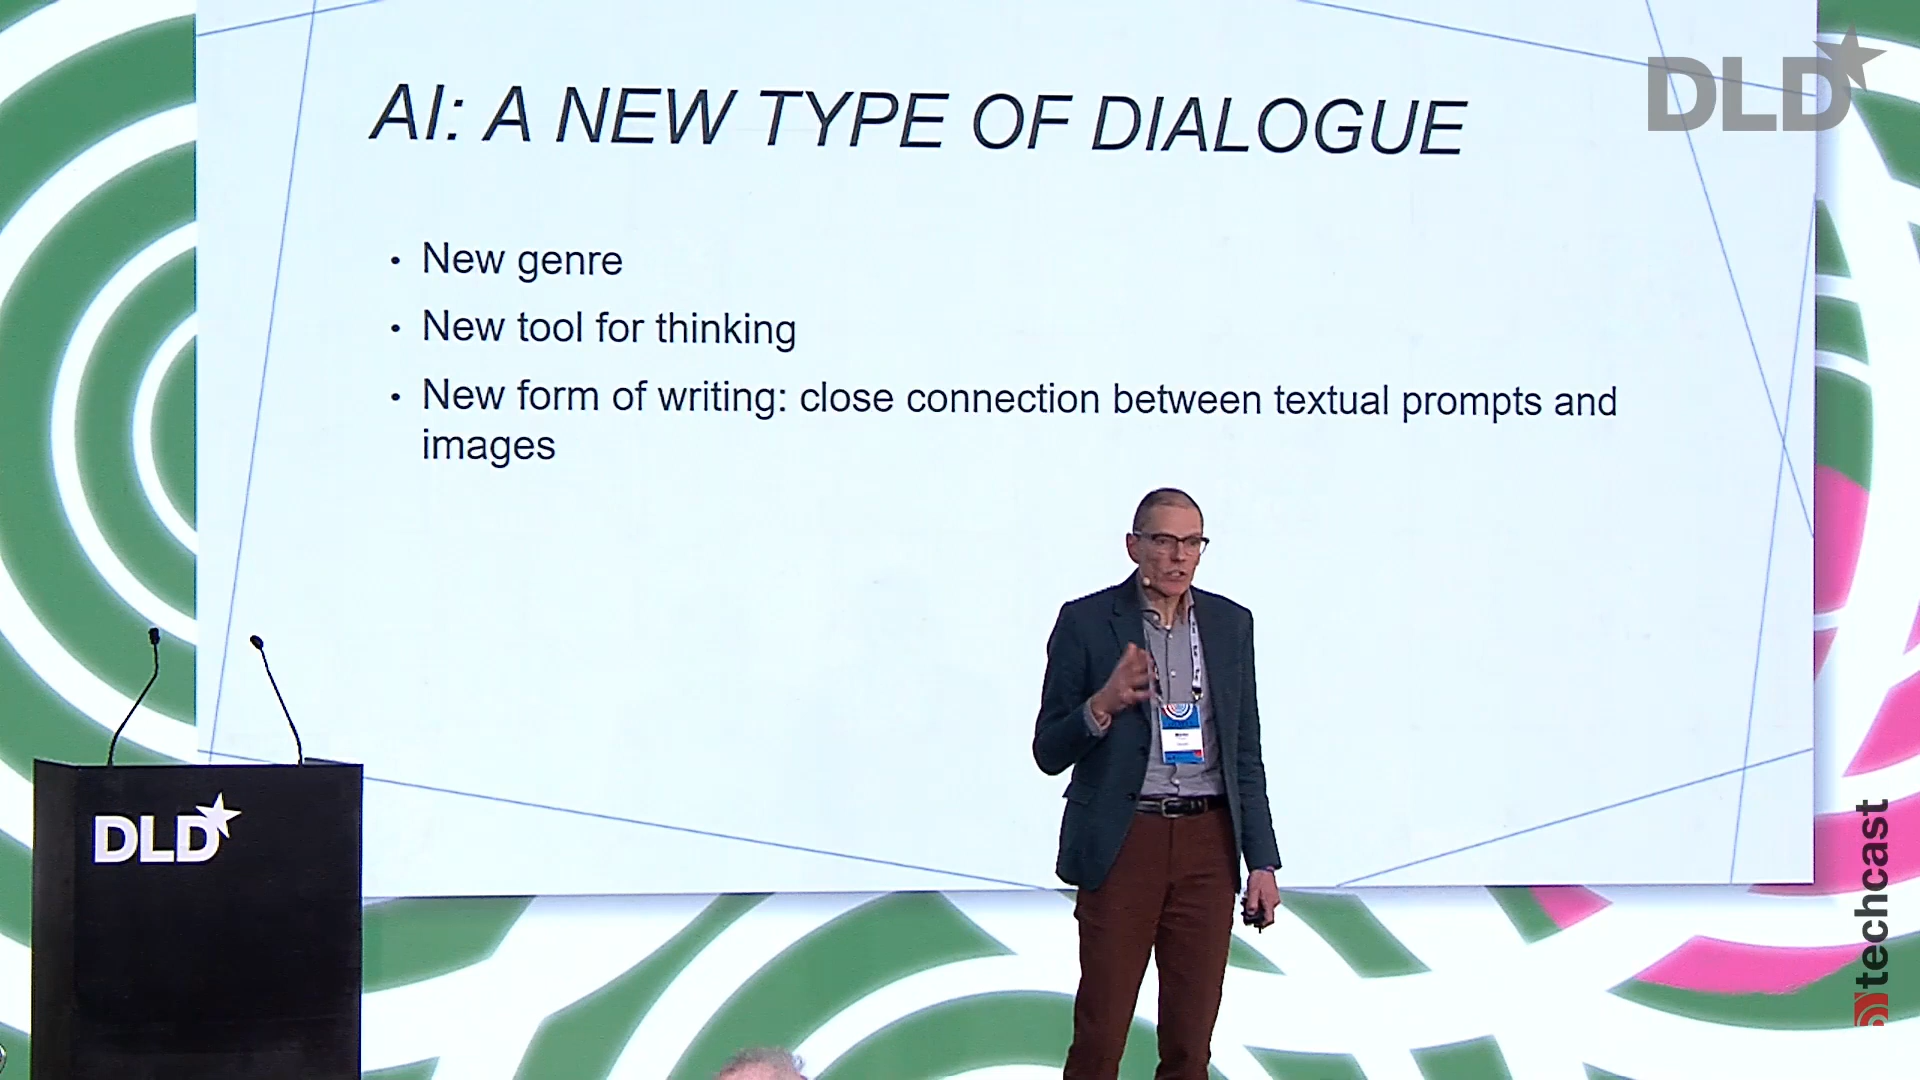 AI: A NEW TYPE OF DIALOGUE
DLD
• New genre
• New tool for thinking
• New form of writing: close connection between textual prompts and
images
DLD
techcast